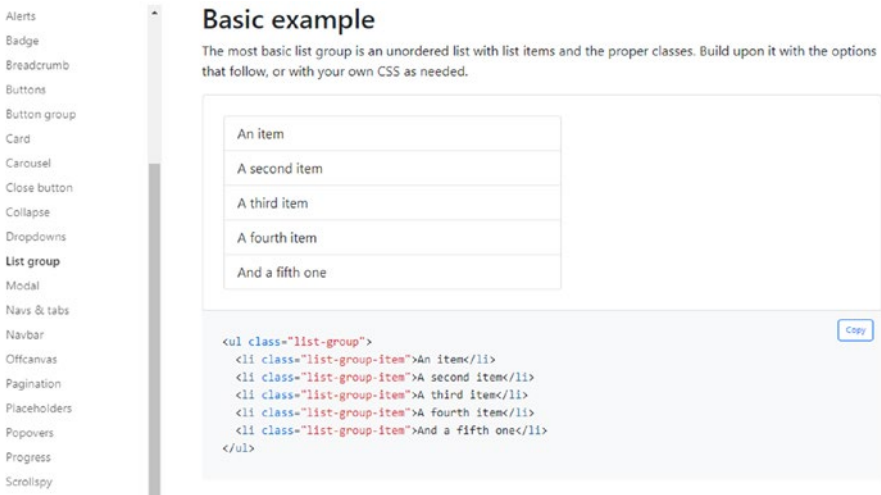 Alerts
Badge
Breadcrumb
Buttons
Button group
Card
Carousel
Close button
Collapse
Dropdowns
List group
Modal
Navs & tabs
Navbar
Offcanvas
Pagination
Placeholders
Popovers
Progress
Scrollspy
Basic example
The most basic list group is an unordered list with list items and the proper classes. Build upon it with the options
that follow, or with your own CSS as needed.
An item
A second item
A third item
A fourth item
And a fifth one
Copy
<ul class="list-group">
  <li class="list-group-item">An item</li>
  <li class="list-group-item">A second item</li>
  <li class="list-group-item">A third item</li>
  <li class="list-group-item">A fourth item</li>
  <li class="list-group-item">And a fifth one</li>
</ul>